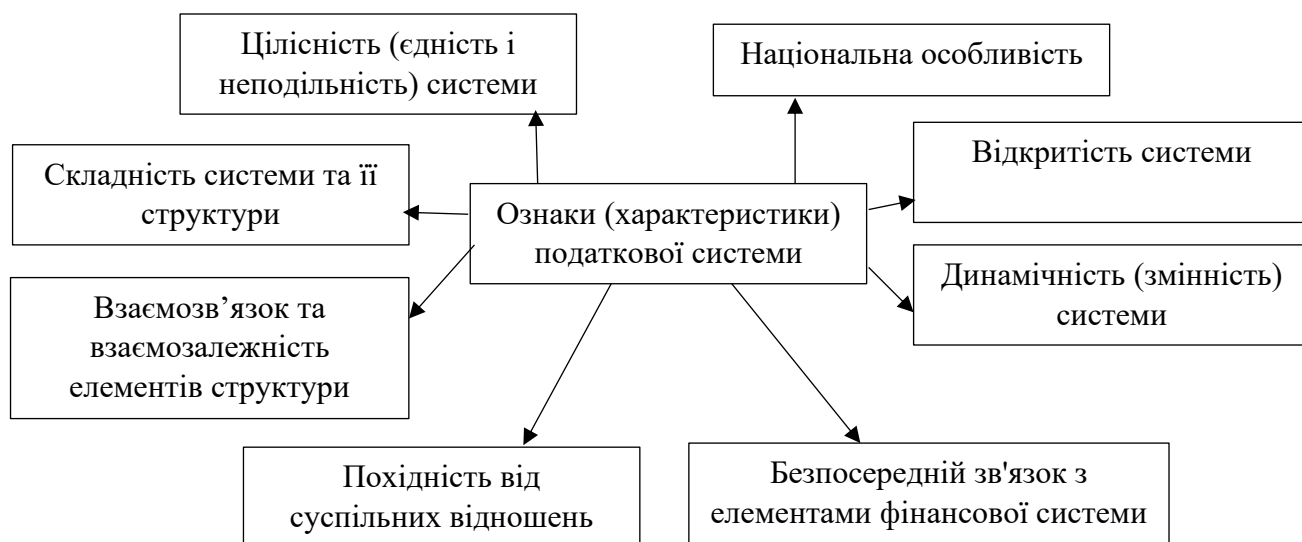 Цілісність (єдність і
неподільність) системи
Національна особливість
Складність системи та її
структури
Ознаки (характеристики)
податкової системи
Відкритість системи
Взаємозв’язок та
взаємозалежність
елементів структури
Динамічність (змінність)
системи
Похідність від
суспільних відношень
Безпосередній зв'язок з
елементами фінансової системи